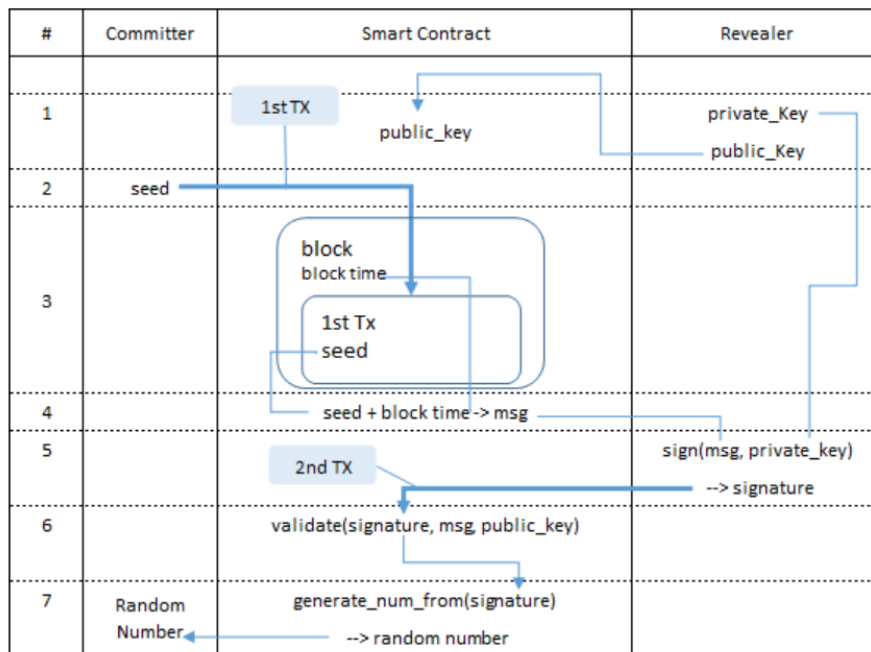 # Committer Smart Contract Revealer
1 1st TX private_Key
public_key
public_Key
2 seed
block
block time
3
1st Tx
seed
4 seed + block time -> msg
5 sign(msg, private_key)
2nd TX --> signature
6 validate(signature, msg, public_key)
7 Random generate_num_from(signature)
Number --> random number